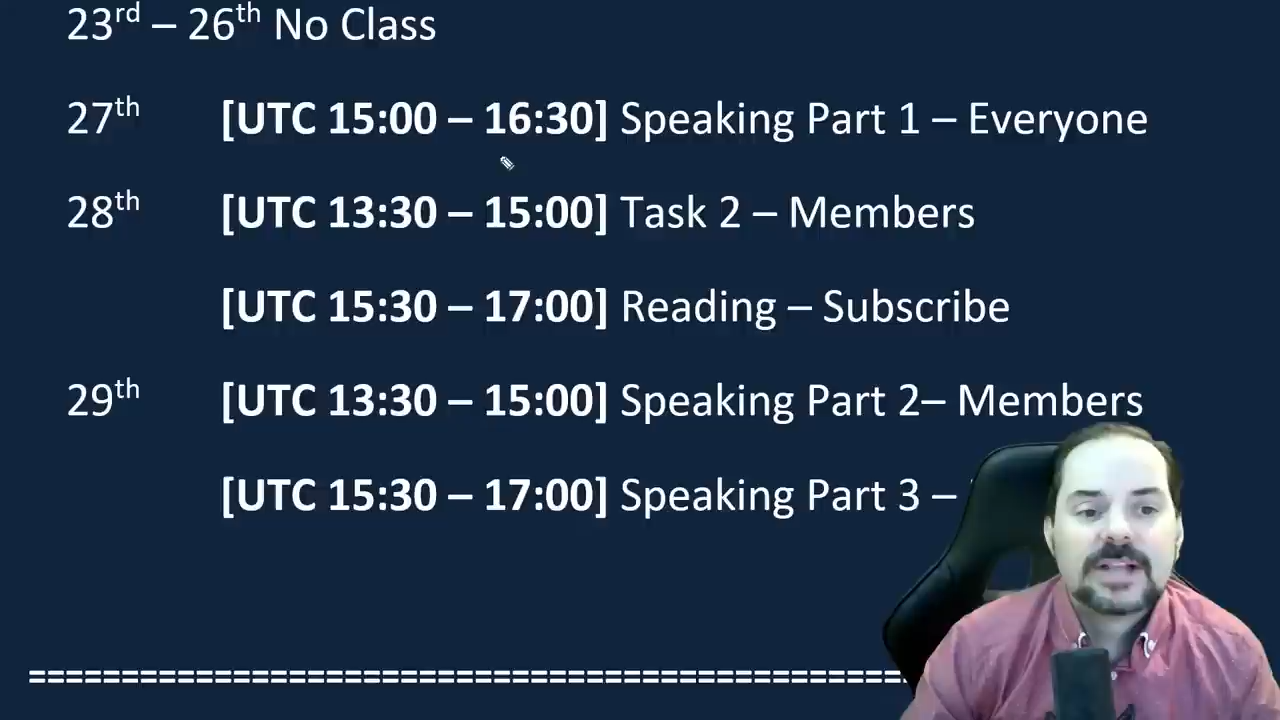 23rd – 26th No Class
27th [UTC 15:00 – 16:30] Speaking Part 1 – Everyone
28th [UTC 13:30 – 15:00] Task 2 – Members
[UTC 15:30 – 17:00] Reading – Subscribe
29th [UTC 13:30 – 15:00] Speaking Part 2– Members
[UTC 15:30 – 17:00] Speaking Part 3 –